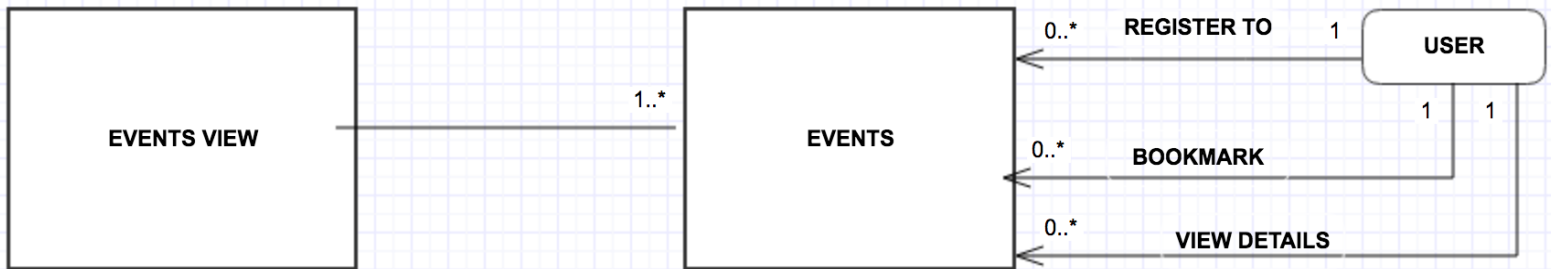 0..*
REGISTER TO
1
USER
1..*
1
1
EVENTS VIEW
EVENTS
0..*
BOOKMARK
0..*
VIEW DETAILS